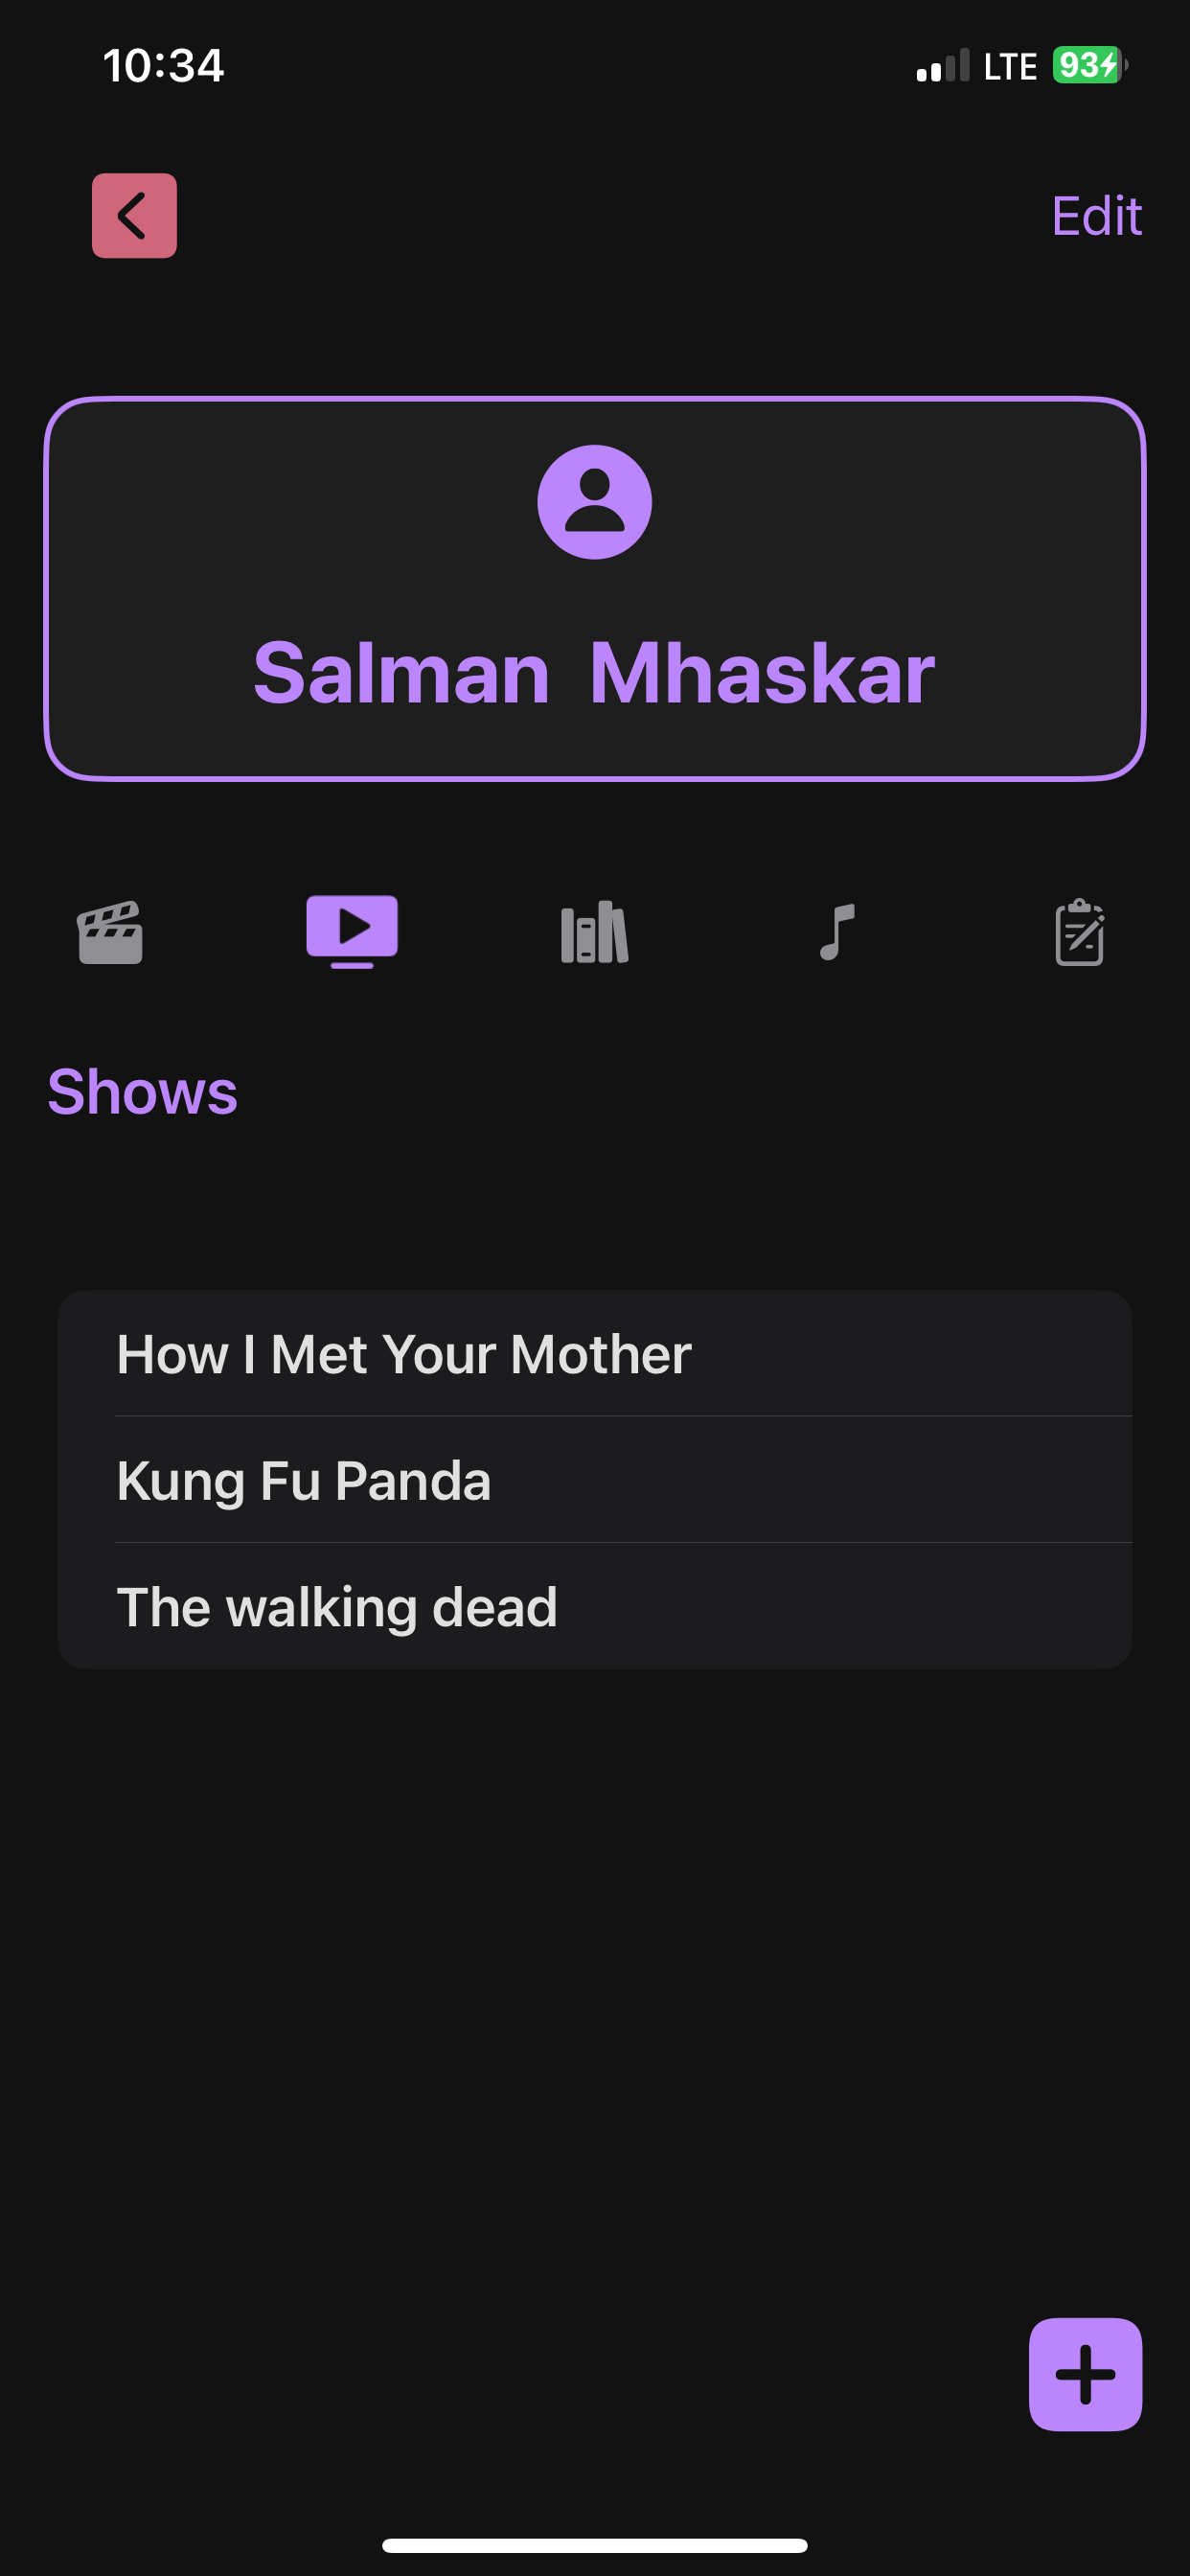 10:34
LTE
93
Edit
Salman Mhaskar
Shows
How I Met Your Mother
Kung Fu Panda
The walking dead